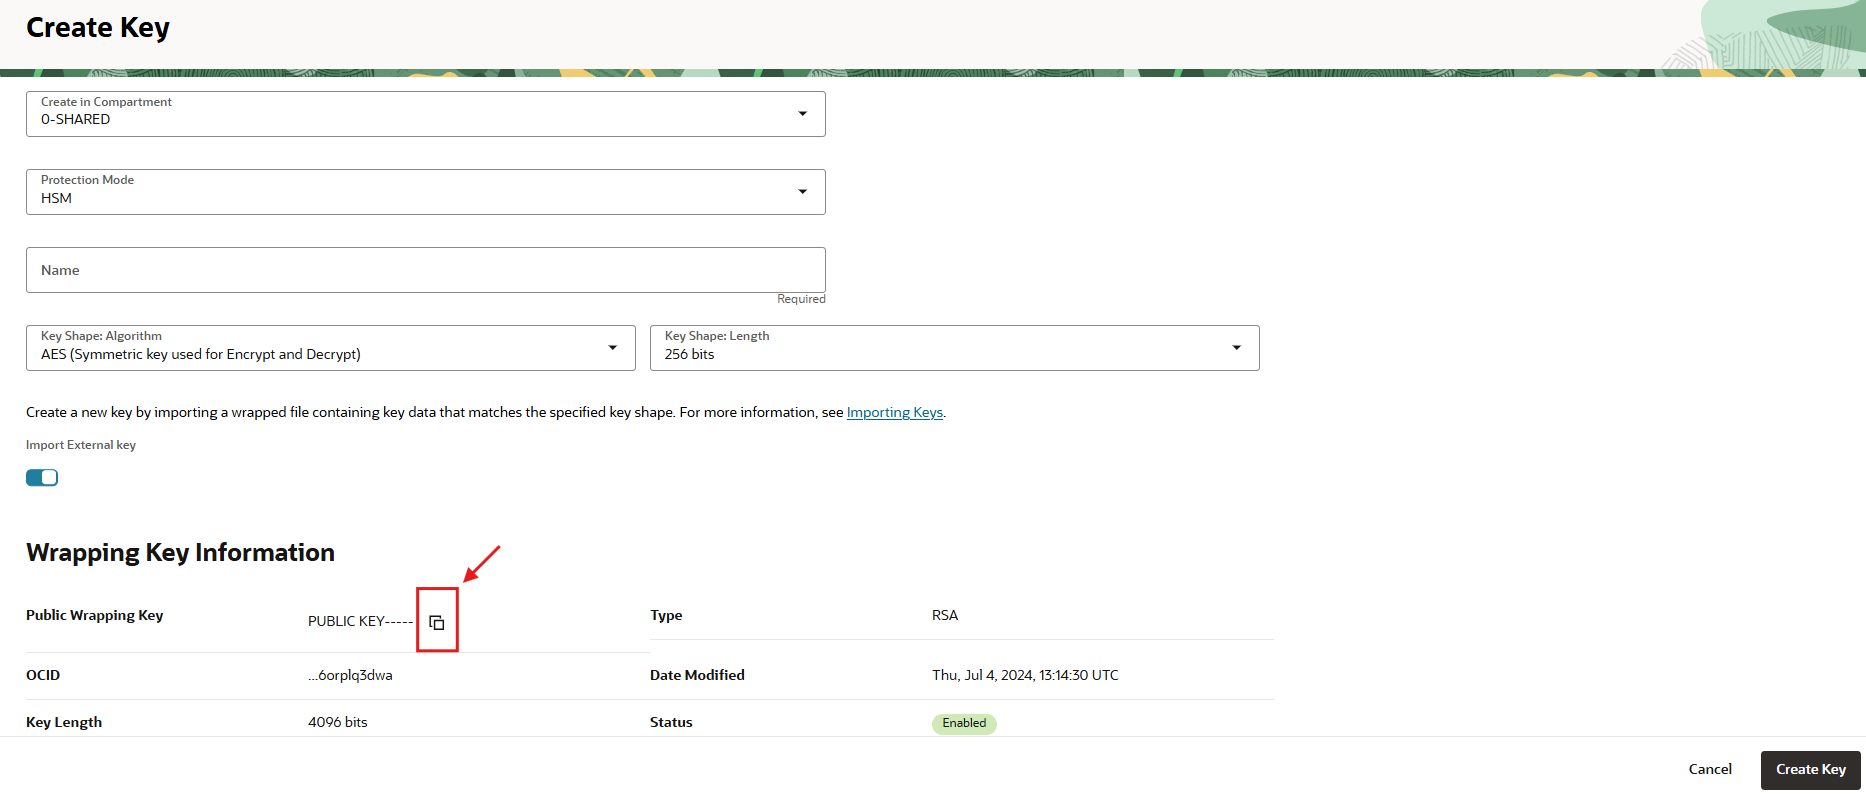 Create Key
Create in Compartment
0-SHARED
Protection Mode
HSM
Name
Required
Key Shape: Algorithm
AES (Symmetric key used for Encrypt and Decrypt)
Key Shape: Length
256 bits
Create a new key by importing a wrapped file containing key data that matches the specified key shape. For more information, see Importing Keys.
Import External key
Wrapping Key Information
Public Wrapping Key
PUBLIC KEY-----
Type
RSA
OCID
...6orplq3dwa
Date Modified
Thu, Jul 4, 2024, 13:14:30 UTC
Key Length
4096 bits
Status
Enabled
Cancel
Create Key